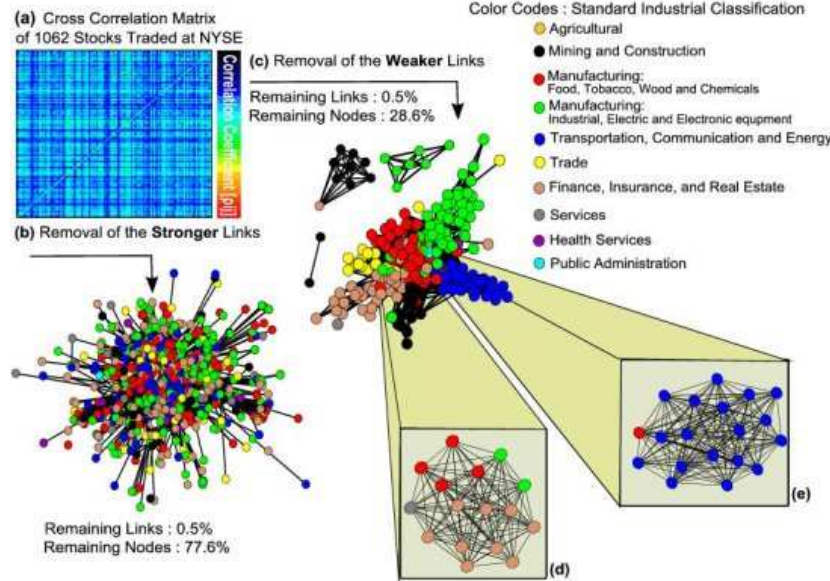 (a) Cross Correlation Matrix
of 1062 Stocks Traded at NYSE
Correlation Coefficient [pij]
(b) Removal of the Stronger Links
Remaining Links : 0.5%
Remaining Nodes : 77.6%
(c) Removal of the Weaker Links
Remaining Links : 0.5%
Remaining Nodes : 28.6%
Color Codes : Standard Industrial Classification
Agricultural
Mining and Construction
Manufacturing:
Food, Tobacco, Wood and Chemicals
Manufacturing:
Industrial, Electric and Electronic equpment
Transportation, Communication and Energy
Trade
Finance, Insurance, and Real Estate
Services
Health Services
Public Administration
(d)
(e)